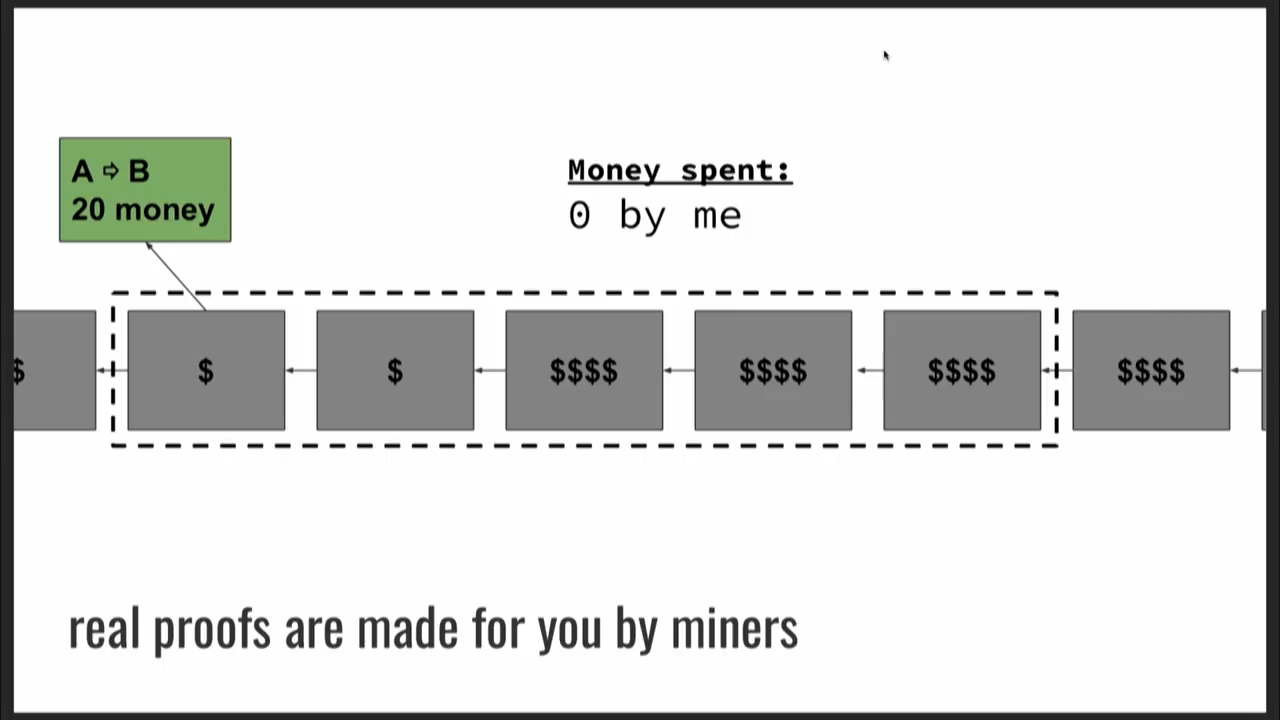 A ⇨ B
20 money
Money spent:
0 by me
$
$
$
$$$$
$$$$
$$$$
$$$$
real proofs are made for you by miners